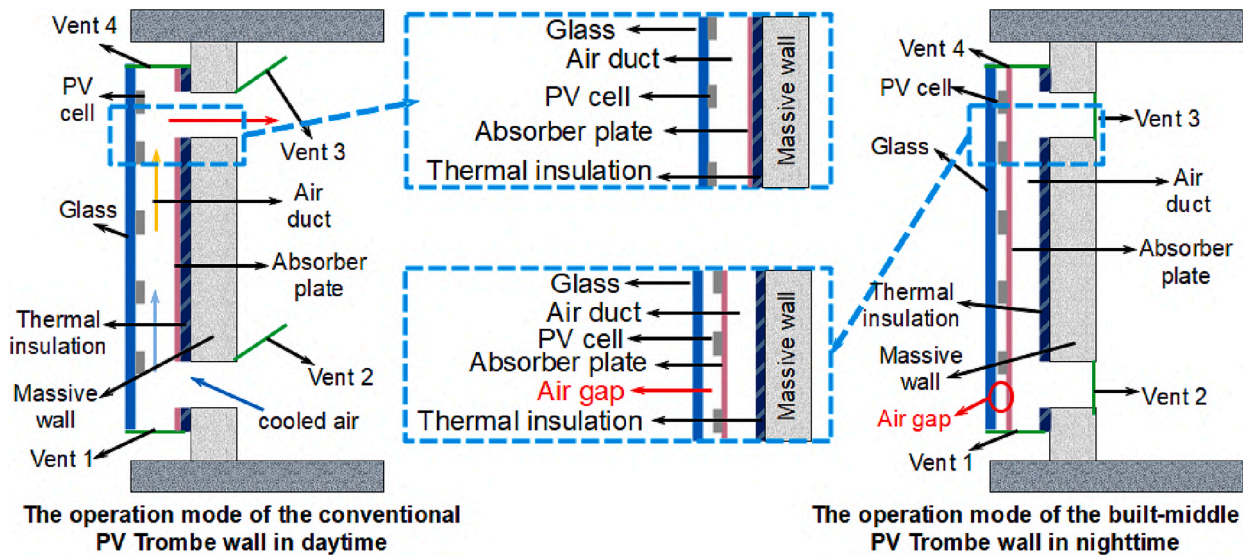 Vent 4
PV
cell
Vent 3
Air
duct
Glass
Absorber
plate
Thermal
insulation
Vent 2
Massive
wall
cooled air
Vent 1
The operation mode of the conventional
PV Trombe wall in daytime
Glass
Air duct
PV cell
Absorber plate
Thermal insulation
Massive wall
Glass
Air duct
PV cell
Absorber plate
Air gap
Thermal insulation
Massive wall
Vent 4
PV cell
Vent 3
Glass
Air
duct
Absorber
plate
Thermal
insulation
Massive
wall
Vent 2
Air gap
Vent 1
The operation mode of the built-middle
PV Trombe wall in nighttime